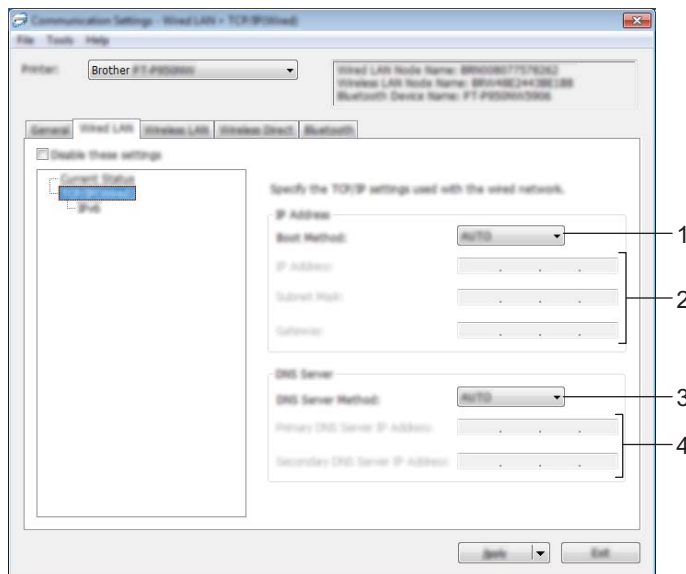 Communication Settings - Wired LAN > TCP/IP(Wired)
File Tools Help
Printer:
Brother PT-P950NW
Wired LAN Node Name:
Wireless LAN Node Name:
Bluetooth Device Name:
General Wired LAN Wireless LAN Wireless Direct Bluetooth
Disable these settings
Current Status
IPv6
Specify the TCP/IP settings used with the wired network.
IP Address
Boot Method:
AUTO
1
IP Address:
Subnet Mask:
Gateway:
2
DNS Server
DNS Server Method:
AUTO
3
Primary DNS Server IP Address:
Secondary DNS Server IP Address:
4
Apply
Exit